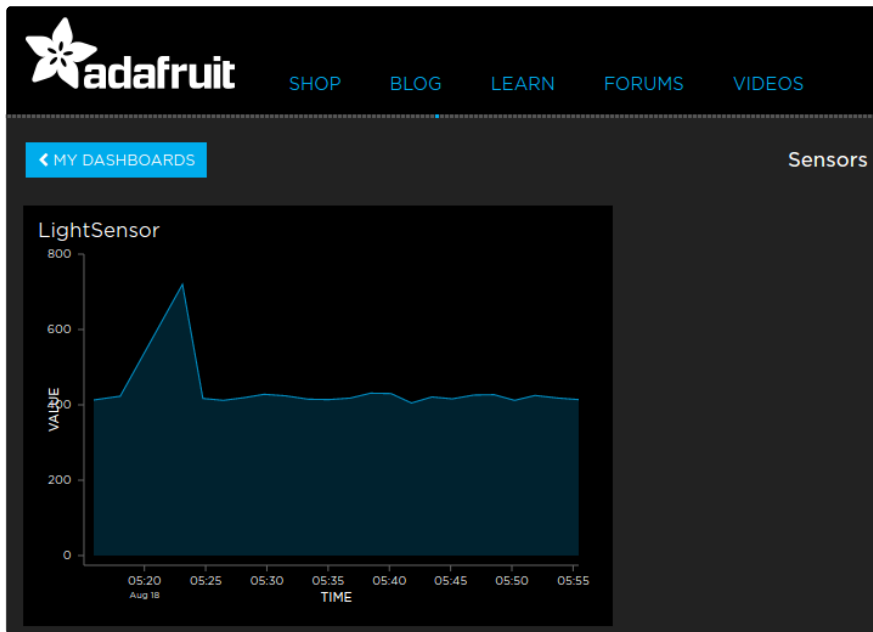 adafruit
SHOP BLOG LEARN FORUMS VIDEOS
MY DASHBOARDS
Sensors
LightSensor
800
600
400
200
0
VALUE
05:20 05:25 05:30 05:35 05:40 05:45 05:50 05:55
Aug 18
TIME